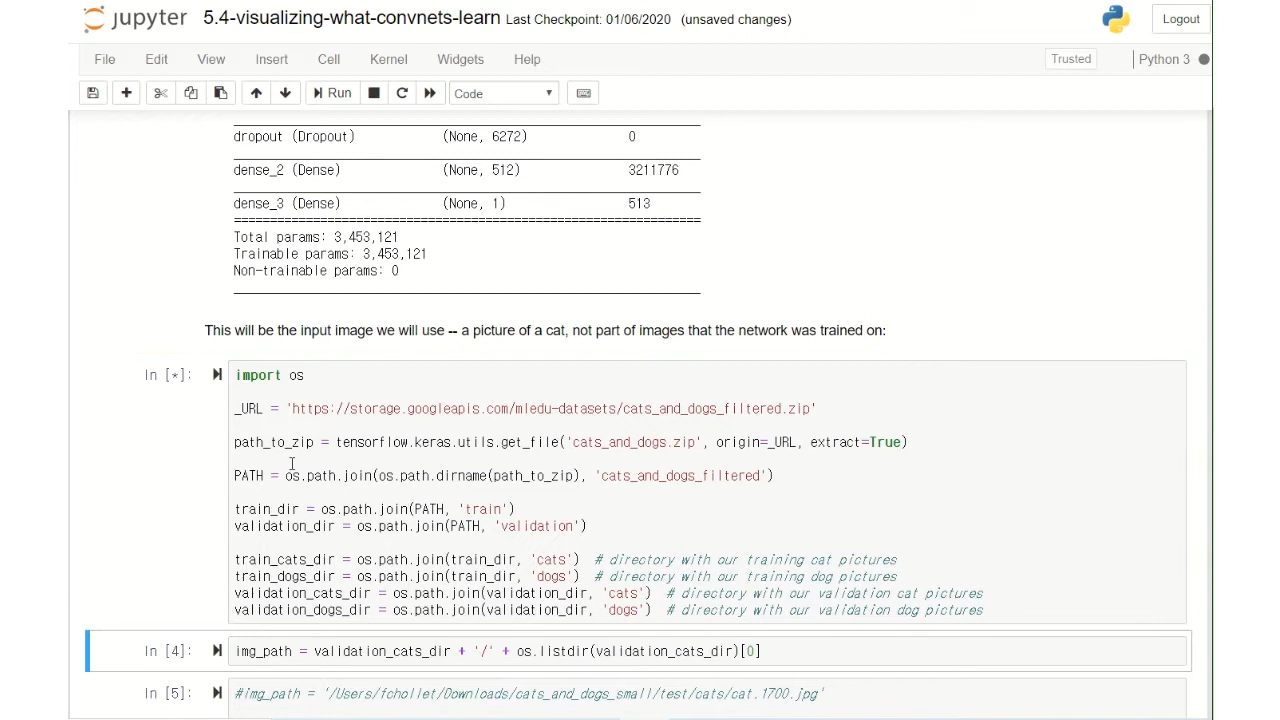 jupyter 5.4-visualizing-what-convnets-learn Last Checkpoint: 01/06/2020 (unsaved changes) Logout
File Edit View Insert Cell Kernel Widgets Help Trusted Python 3
Run Code
dropout (Dropout) (None, 6272) 0
dense_2 (Dense) (None, 512) 3211776
dense_3 (Dense) (None, 1) 513
=================================================================
Total params: 3,453,121
Trainable params: 3,453,121
Non-trainable params: 0
This will be the input image we will use -- a picture of a cat, not part of images that the network was trained on:
In [*]: import os
_URL = 'https://storage.googleapis.com/mledu-datasets/cats_and_dogs_filtered.zip'
path_to_zip = tensorflow.keras.utils.get_file('cats_and_dogs.zip', origin=_URL, extract=True)
PATH = os.path.join(os.path.dirname(path_to_zip), 'cats_and_dogs_filtered')
train_dir = os.path.join(PATH, 'train')
validation_dir = os.path.join(PATH, 'validation')
train_cats_dir = os.path.join(train_dir, 'cats')  # directory with our training cat pictures
train_dogs_dir = os.path.join(train_dir, 'dogs')  # directory with our training dog pictures
validation_cats_dir = os.path.join(validation_dir, 'cats')  # directory with our validation cat pictures
validation_dogs_dir = os.path.join(validation_dir, 'dogs')  # directory with our validation dog pictures
In [4]: img_path = validation_cats_dir + '/' + os.listdir(validation_cats_dir)[0]
In [5]: #img_path = '/Users/fchollet/Downloads/cats_and_dogs_small/test/cats/cat.1700.jpg'